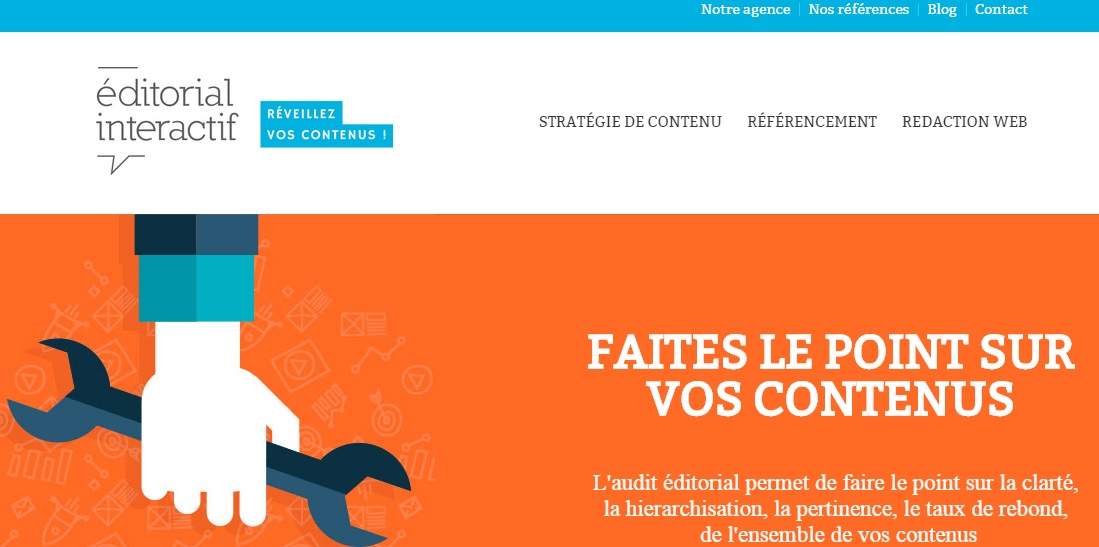 Notre agence
Nos références
Blog
Contact
éditorial
interactif
RÉVEILLEZ
VOS CONTENUS !
STRATÉGIE DE CONTENU
RÉFÉRENCEMENT
REDACTION WEB
FAITES LE POINT SUR
VOS CONTENUS
L'audit éditorial permet de faire le point sur la clarté,
la hierarchisation, la pertinence, le taux de rebond,
de l'ensemble de vos contenus